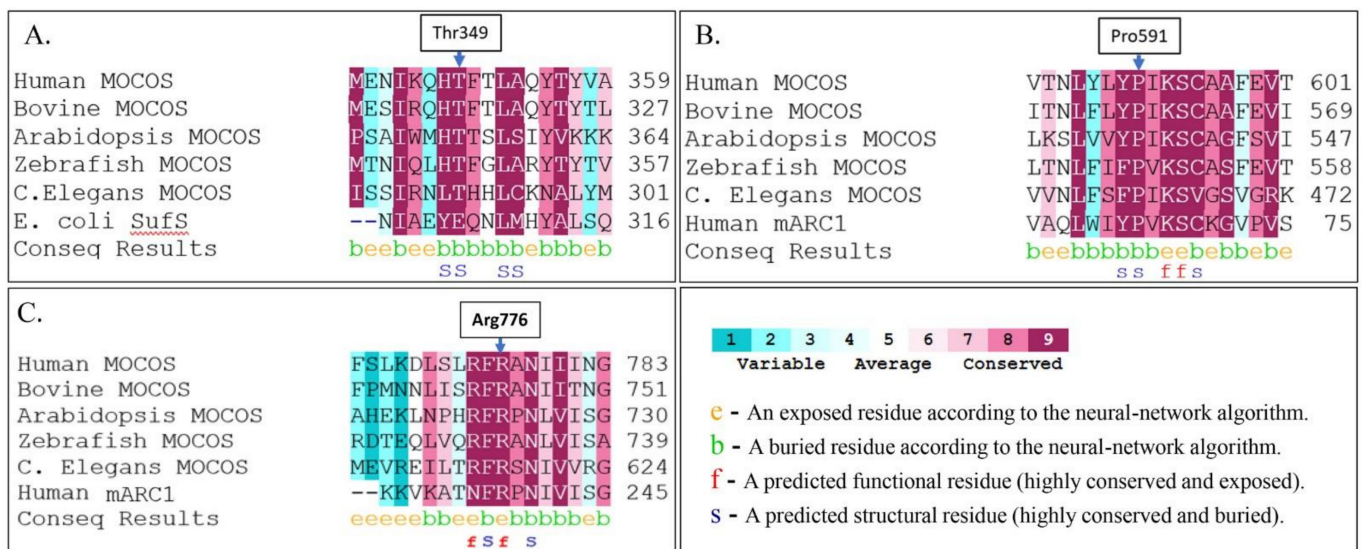 A.
Thr349
Human MOCOS MENIKQHTFTLAQYTYVA 359
Bovine MOCOS MESIRQHTFTLAQYTYTL 327
Arabidopsis MOCOS PSAIWMHTTSLSIYVKKK 364
Zebrafish MOCOS MTNIQLHTFGLARYTYTV 357
C.Elegans MOCOS ISSIRNLTHHLCKNALYM 301
E. coli SufS --NIAEYEQNLMHYALSQ 316
Conseq Results beebeebbbbbbebbbeb
ss ss
B.
Pro591
Human MOCOS VTNLYLYPIKSCAAFEVT 601
Bovine MOCOS ITNLFLYPIKSCAAFEVI 569
Arabidopsis MOCOS LKSLVVYPIKSCAGFSVI 547
Zebrafish MOCOS LTNLFIFPVKSCASFEVT 558
C. Elegans MOCOS VVNLFSFPIKSVGSVGRK 472
Human mARC1 VAQLWIYPVKSCKGVPVS 75
Conseq Results beebbbbbbeebebbebe
ss ffs
C.
Arg776
Human MOCOS FSLKDLSLRFRANIIING 783
Bovine MOCOS FPMNNLISRFRANIITNG 751
Arabidopsis MOCOS AHEKLNPHRFRPNLVISG 730
Zebrafish MOCOS RDTEQLVQRFRANLVISA 739
C. Elegans MOCOS MEVREILTRFRSNIVVRG 624
Human mARC1 --KKVKATNFRPNIVISG 245
Conseq Results eeeeebbeebebbbbbeb
fsf s
1 2 3 4 5 6 7 8 9
Variable Average Conserved
e - An exposed residue according to the neural-network algorithm.
b - A buried residue according to the neural-network algorithm.
f - A predicted functional residue (highly conserved and exposed).
s - A predicted structural residue (highly conserved and buried).